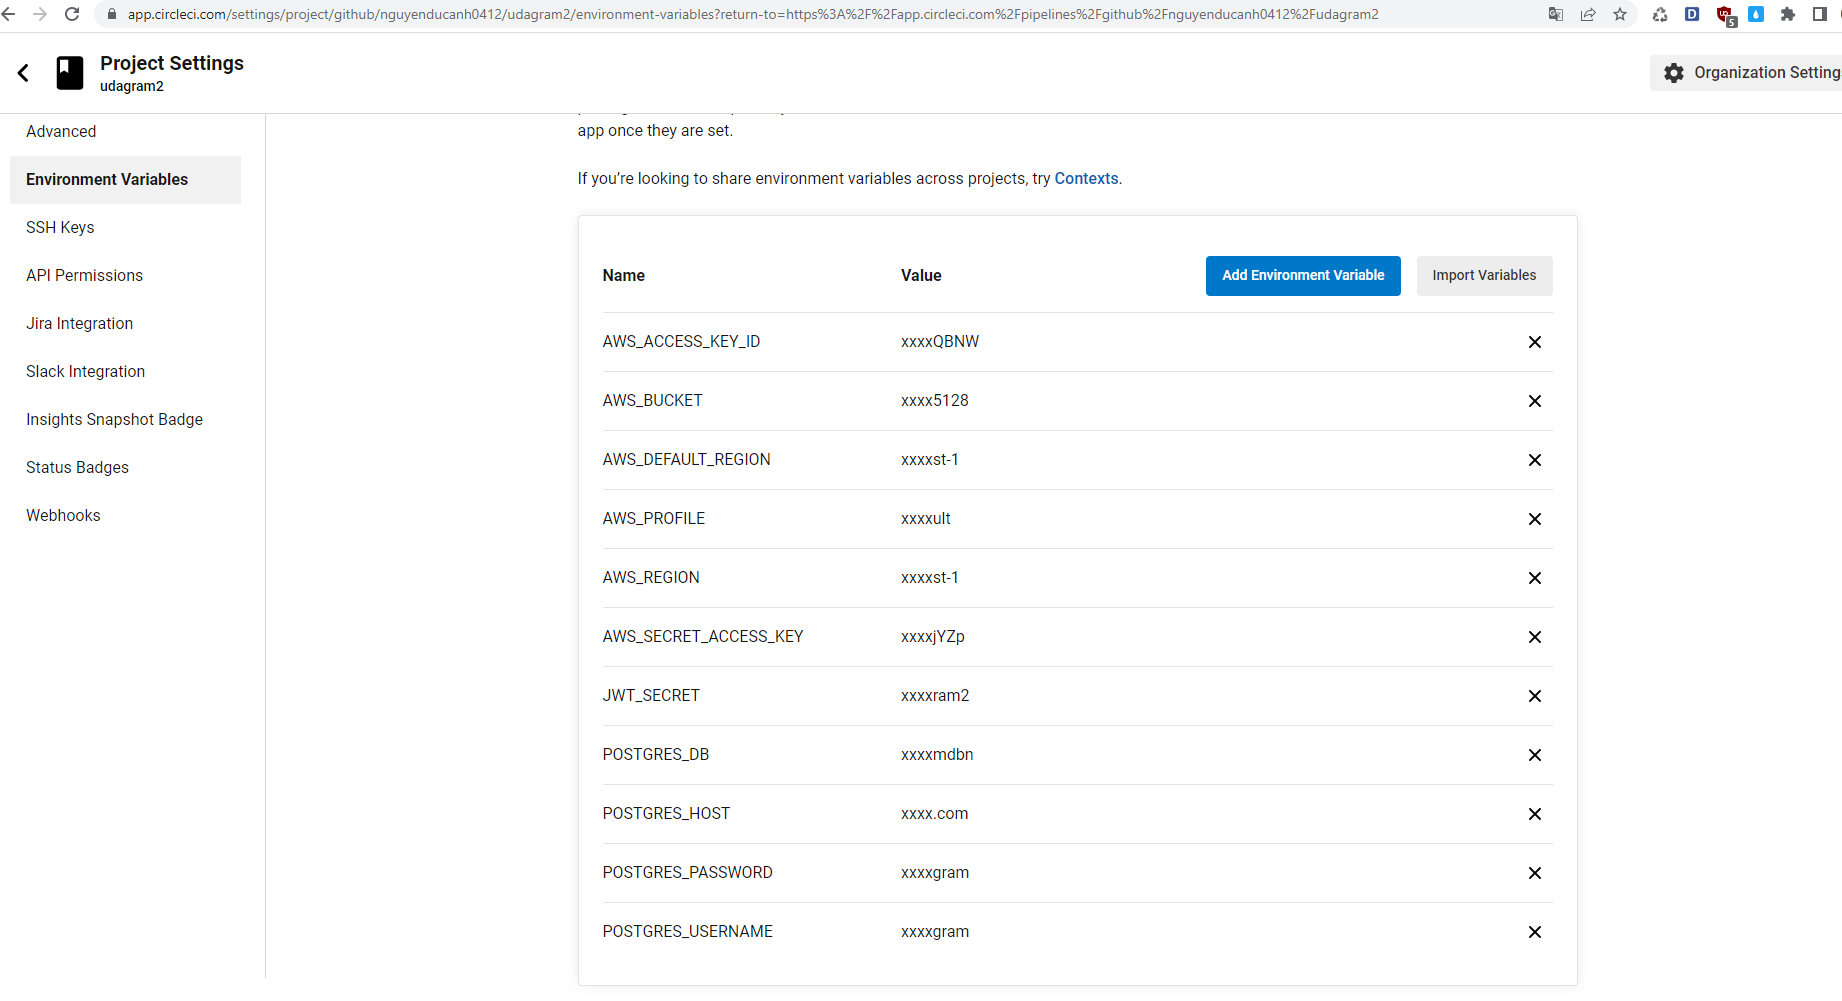 app.circleci.com/settings/project/github/nguyenducanh0412/udagram2/environment-variables?return-to=https%3A%2F%2Fapp.circleci.com%2Fpipelines%2Fgithub%2Fnguyenducanh0412%2Fudagram2
5
Project Settings
udagram2
Organization Setting
app once they are set.
If you're looking to share environment variables across projects, try Contexts.
Advanced
Environment Variables
SSH Keys
API Permissions
Jira Integration
Slack Integration
Insights Snapshot Badge
Status Badges
Webhooks
Name Value Add Environment Variable Import Variables
AWS_ACCESS_KEY_ID xxxxQBNW
AWS_BUCKET xxxx5128
AWS_DEFAULT_REGION xxxxst-1
AWS_PROFILE xxxxult
AWS_REGION xxxxst-1
AWS_SECRET_ACCESS_KEY xxxxjYZp
JWT_SECRET xxxxram2
POSTGRES_DB xxxxmdbn
POSTGRES_HOST xxxx.com
POSTGRES_PASSWORD xxxxgram
POSTGRES_USERNAME xxxxgram